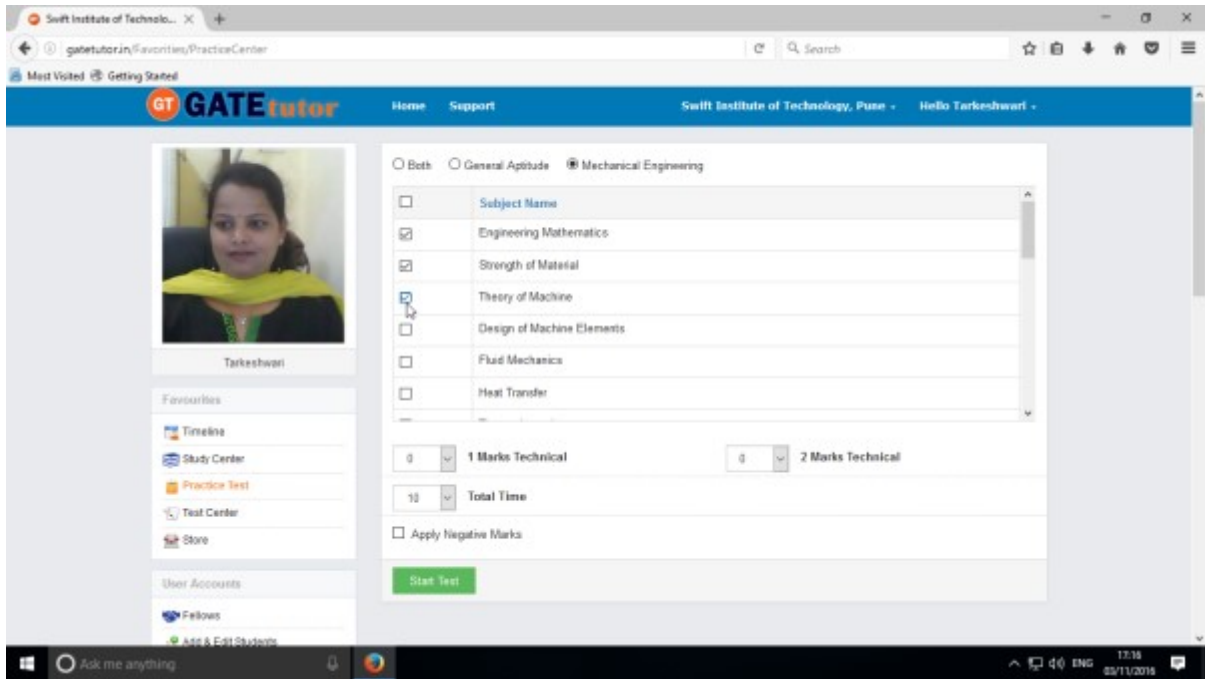 Swift Institute of Technolo...
gatetutor.in/Favorities/PracticeCenter
Search
Most Visited Getting Started
GT GATEtutor Home Support Swift Institute of Technology, Pune Hello Tarkeshwari
Both General Aptitude Mechanical Engineering
Subject Name
Engineering Mathematics
Strength of Material
Theory of Machine
Design of Machine Elements
Fluid Mechanics
Heat Transfer
Tarkeshwari
Favourites
Timeline
Study Center
Practice Test
Test Center
Store
User Accounts
Fellows
Add & Edit Students
0 1 Marks Technical 0 2 Marks Technical
10 Total Time
Apply Negative Marks
Start Test
Ask me anything
ENG
17:16
03/11/2016